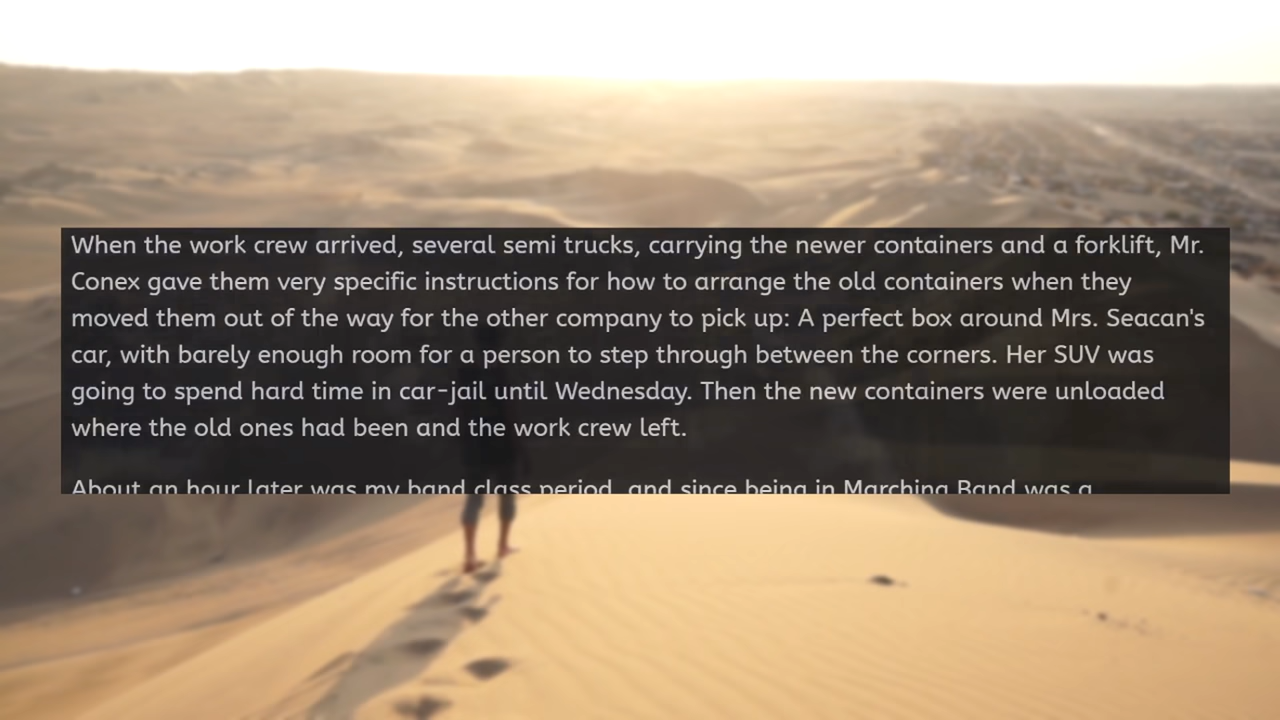 When the work crew arrived, several semi trucks, carrying the newer containers and a forklift, Mr.
Conex gave them very specific instructions for how to arrange the old containers when they
moved them out of the way for the other company to pick up: A perfect box around Mrs. Seacan's
car, with barely enough room for a person to step through between the corners. Her SUV was
going to spend hard time in car-jail until Wednesday. Then the new containers were unloaded
where the old ones had been and the work crew left.
About an hour later was my band class period, and since being in Marching Band was a